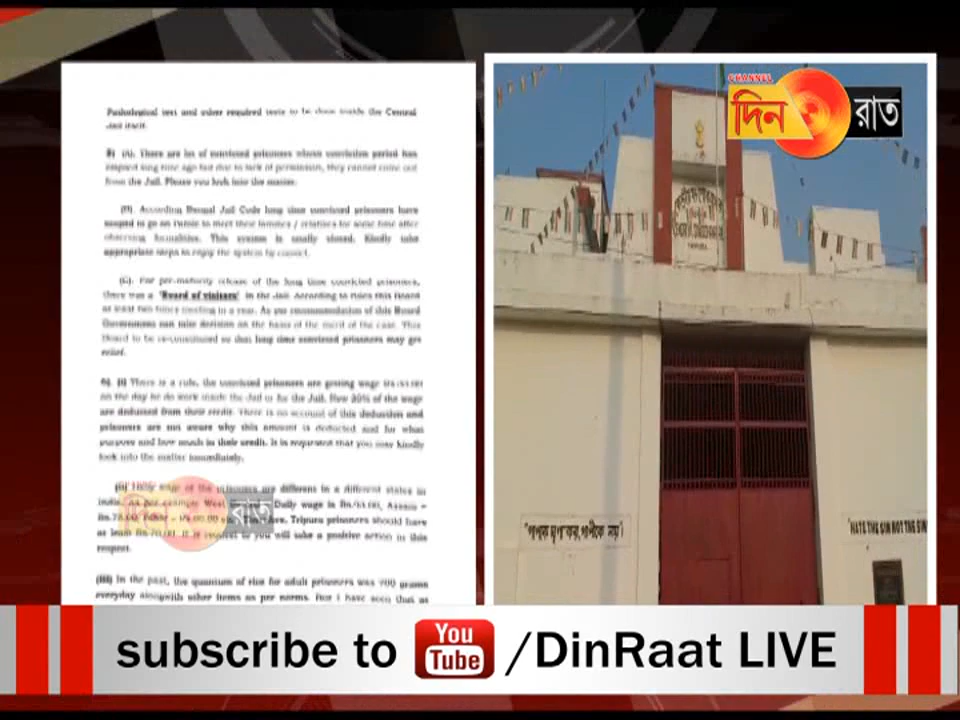 Pathological test and other required tests to be done inside the Central
Jail itself.
(A). There are lot of convicted prisoners whose conviction period has
elapsed long time ago but due to lack of permission, they cannot come out
from the Jail. Please you look into the matter.
According Bengal Jail Code long time convicted prisoners have
to go on Parole to meet their families / relatives for some time after
observing formalities. This system is totally closed. Kindly take
appropriate steps to enjoy the system by convict.
For pre-maturity release of the long time convicted prisoners,
there was a 'Board of visitors' in the Jail. According to rules this Board
at least two times meeting in a year. As per recommendation of this Board
Government can take decision on the basis of the merit of the case. This
Board to be re-constituted so that long time convicted prisoners may get
relief.
(i) There is a rule, the convicted prisoners are getting wage
on the day he do work inside the Jail or for the Jail. Now 20% of the wage
are deducted from their credit. There is no account of this deduction and
prisoners are not aware why this amount is deducted and for what
purpose and how much in their credit. It is requested that you may kindly
look into the matter immediately.
(ii) Daily wage of the prisoners are different in a different states in
India. As per example West Daily wage is Assam –
Tripura prisoners should have
at least you will take a positive action in this
respect.
(iii) In the past, the quantum of rice for adult prisoners was 700 grams
everyday alongwith other items as per norms. But I have seen that as
CHANNEL
দিন রাত
"পাপকে ঘৃণা কর, পাপীকে নয়"
"HATE THE SIN NOT THE SIN
subscribe to You Tube /DinRaat LIVE